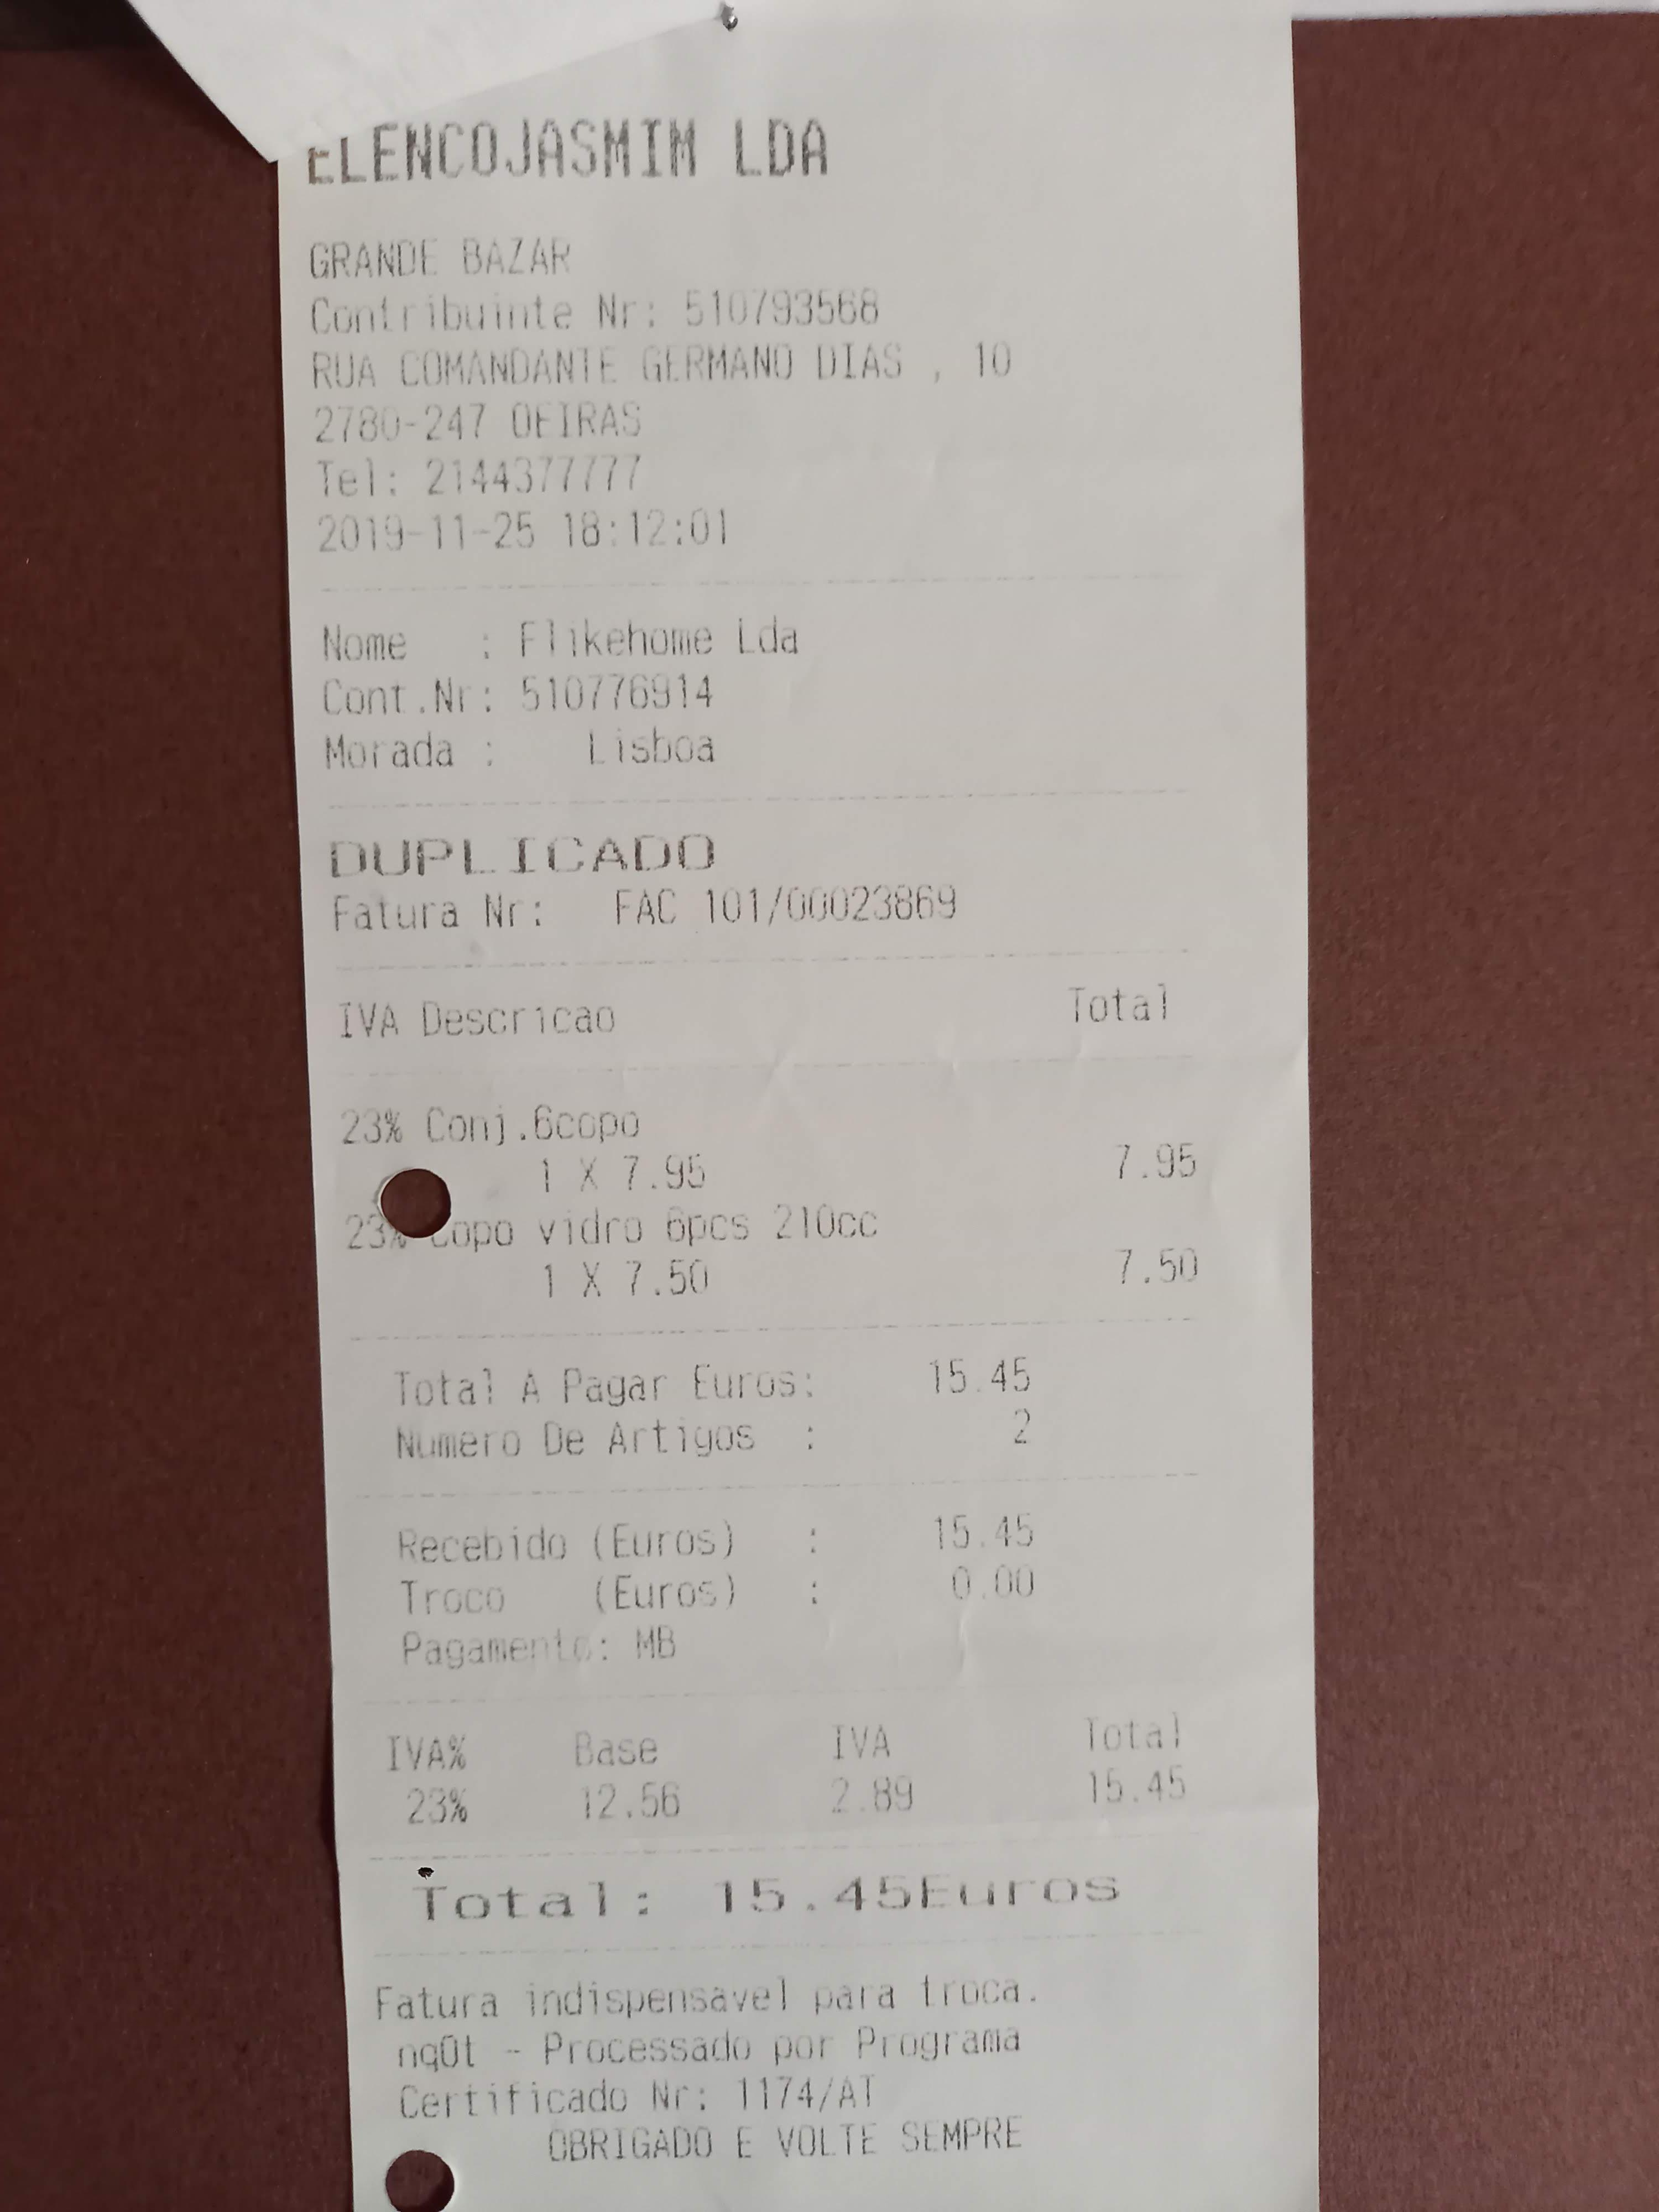 ELENCOJASMIM LDA
GRANDE BAZAR
Contribuinte Nr: 510793568
RUA COMANDANTE GERMANO DIAS , 10
2780-247 OEIRAS
Tel: 2144377777
2019-11-25 18:12:01
Nome : Flikehome Lda
Cont.Nr: 510776914
Morada : Lisboa
DUPLICADO
Fatura Nr: FAC 101/00023869
IVA Descricao Total
23% Conj.6copo
1 X 7.95 7.95
23% Copo vidro 6pcs 210cc
1 X 7.50 7.50
Total A Pagar Euros: 15.45
Numero De Artigos : 2
Recebido (Euros) : 15.45
Troco (Euros) : 0.00
Pagamento: MB
IVA% Base IVA Total
23% 12.56 2.89 15.45
Total: 15.45Euros
Fatura indispensavel para troca.
nqOt - Processado por Programa
Certificado Nr: 1174/AT
OBRIGADO E VOLTE SEMPRE